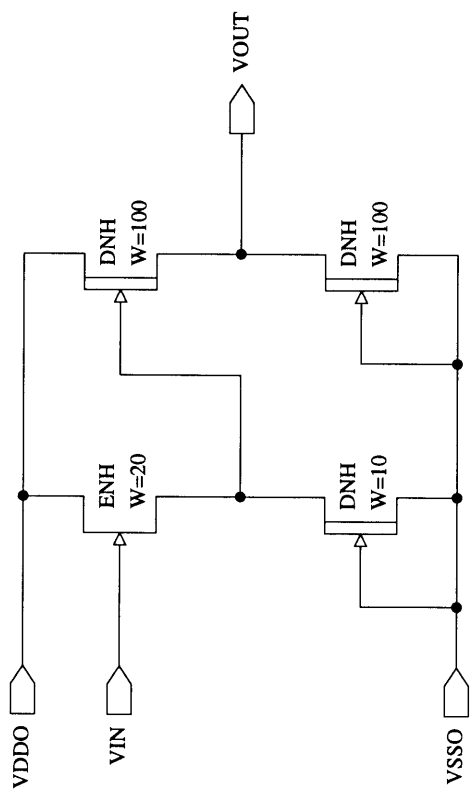 VDDO
VIN
VSSO
ENH
W=20
DNH
W=10
DNH
W=100
DNH
W=100
VOUT